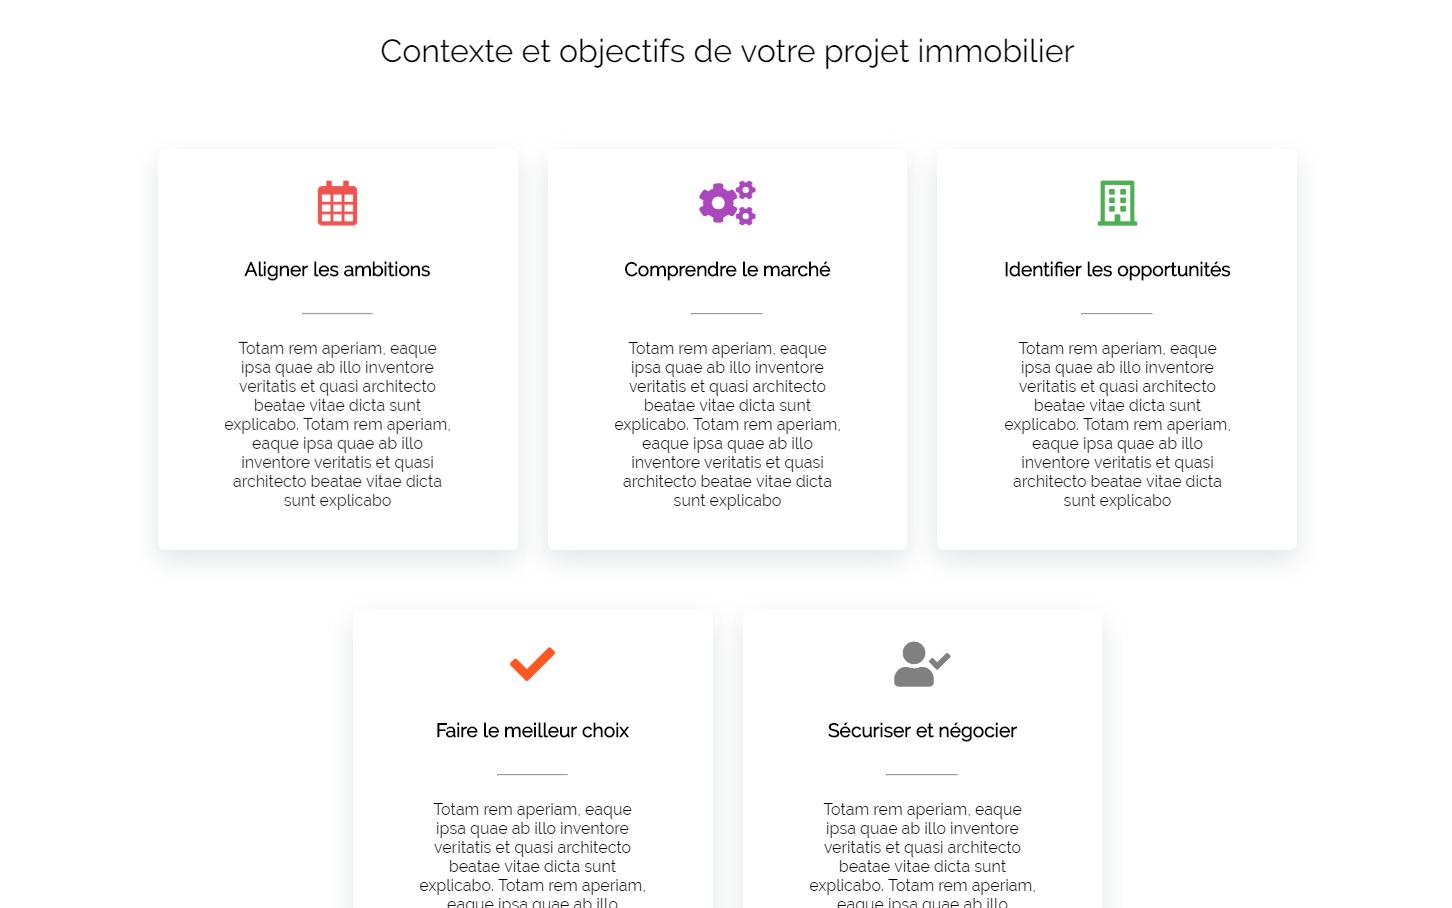 Contexte et objectifs de votre projet immobilier
Aligner les ambitions
Totam rem aperiam, eaque
ipsa quae ab illo inventore
veritatis et quasi architecto
beatae vitae dicta sunt
explicabo. Totam rem aperiam,
eaque ipsa quae ab illo
inventore veritatis et quasi
architecto beatae vitae dicta
sunt explicabo
Comprendre le marché
Totam rem aperiam, eaque
ipsa quae ab illo inventore
veritatis et quasi architecto
beatae vitae dicta sunt
explicabo. Totam rem aperiam,
eaque ipsa quae ab illo
inventore veritatis et quasi
architecto beatae vitae dicta
sunt explicabo
Identifier les opportunités
Totam rem aperiam, eaque
ipsa quae ab illo inventore
veritatis et quasi architecto
beatae vitae dicta sunt
explicabo. Totam rem aperiam,
eaque ipsa quae ab illo
inventore veritatis et quasi
architecto beatae vitae dicta
sunt explicabo
Faire le meilleur choix
Totam rem aperiam, eaque
ipsa quae ab illo inventore
veritatis et quasi architecto
beatae vitae dicta sunt
explicabo. Totam rem aperiam,
eaque ipsa quae ab illo
Sécuriser et négocier
Totam rem aperiam, eaque
ipsa quae ab illo inventore
veritatis et quasi architecto
beatae vitae dicta sunt
explicabo. Totam rem aperiam,
eaque ipsa quae ab illo